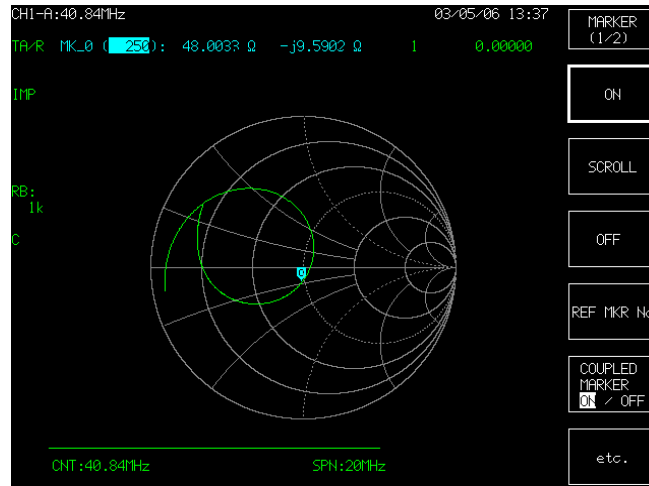 CH1-A:40.84MHz 03/05/06 13:37
TA/R MK_0 ( 250): 48.0033 Ω -j9.5902 Ω 1 0.00000
IMP
RB:
1k
C
0
CNT:40.84MHz SPN:20MHz
MARKER
(1/2)
ON
SCROLL
OFF
REF MKR No
COUPLED
MARKER
ON / OFF
etc.